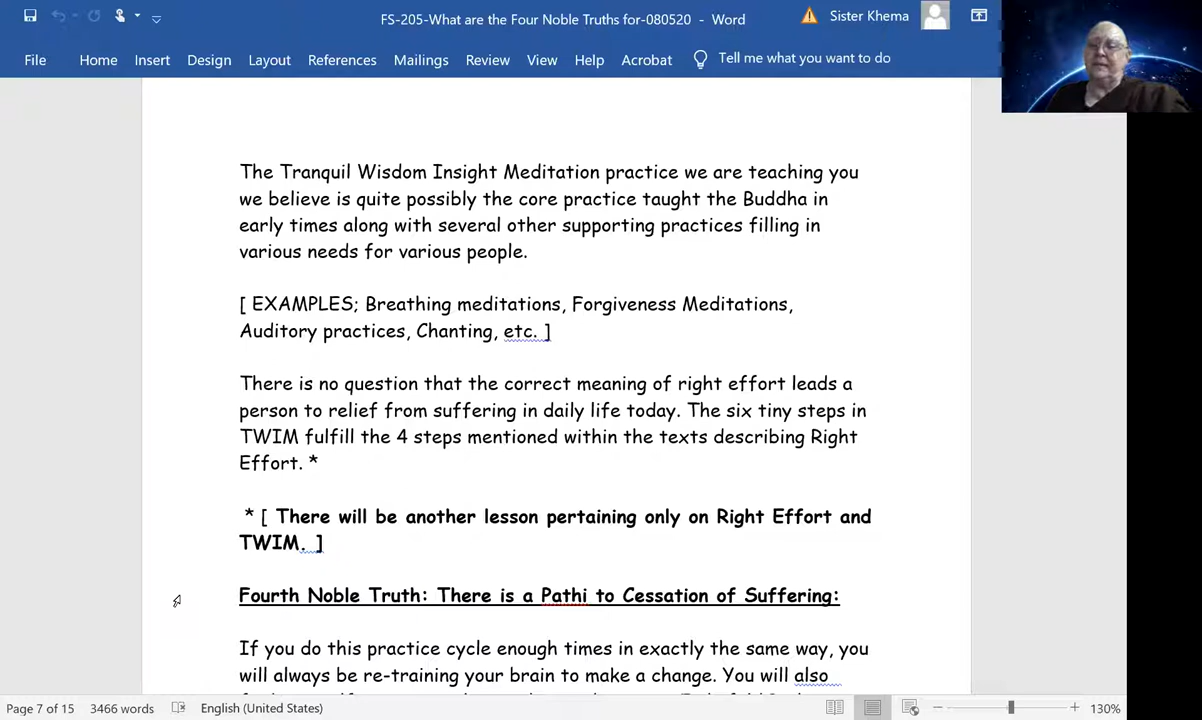 FS-205-What are the Four Noble Truths for-080520 - Word
Sister Khema
File Home Insert Design Layout References Mailings Review View Help Acrobat Tell me what you want to do
The Tranquil Wisdom Insight Meditation practice we are teaching you
we believe is quite possibly the core practice taught the Buddha in
early times along with several other supporting practices filling in
various needs for various people.
[ EXAMPLES; Breathing meditations, Forgiveness Meditations,
Auditory practices, Chanting, etc. ]
There is no question that the correct meaning of right effort leads a
person to relief from suffering in daily life today. The six tiny steps in
TWIM fulfill the 4 steps mentioned within the texts describing Right
Effort. *
* [ There will be another lesson pertaining only on Right Effort and
TWIM. ]
Fourth Noble Truth: There is a Pathi to Cessation of Suffering:
If you do this practice cycle enough times in exactly the same way, you
will always be re-training your brain to make a change. You will also
Page 7 of 15 3466 words English (United States) 130%